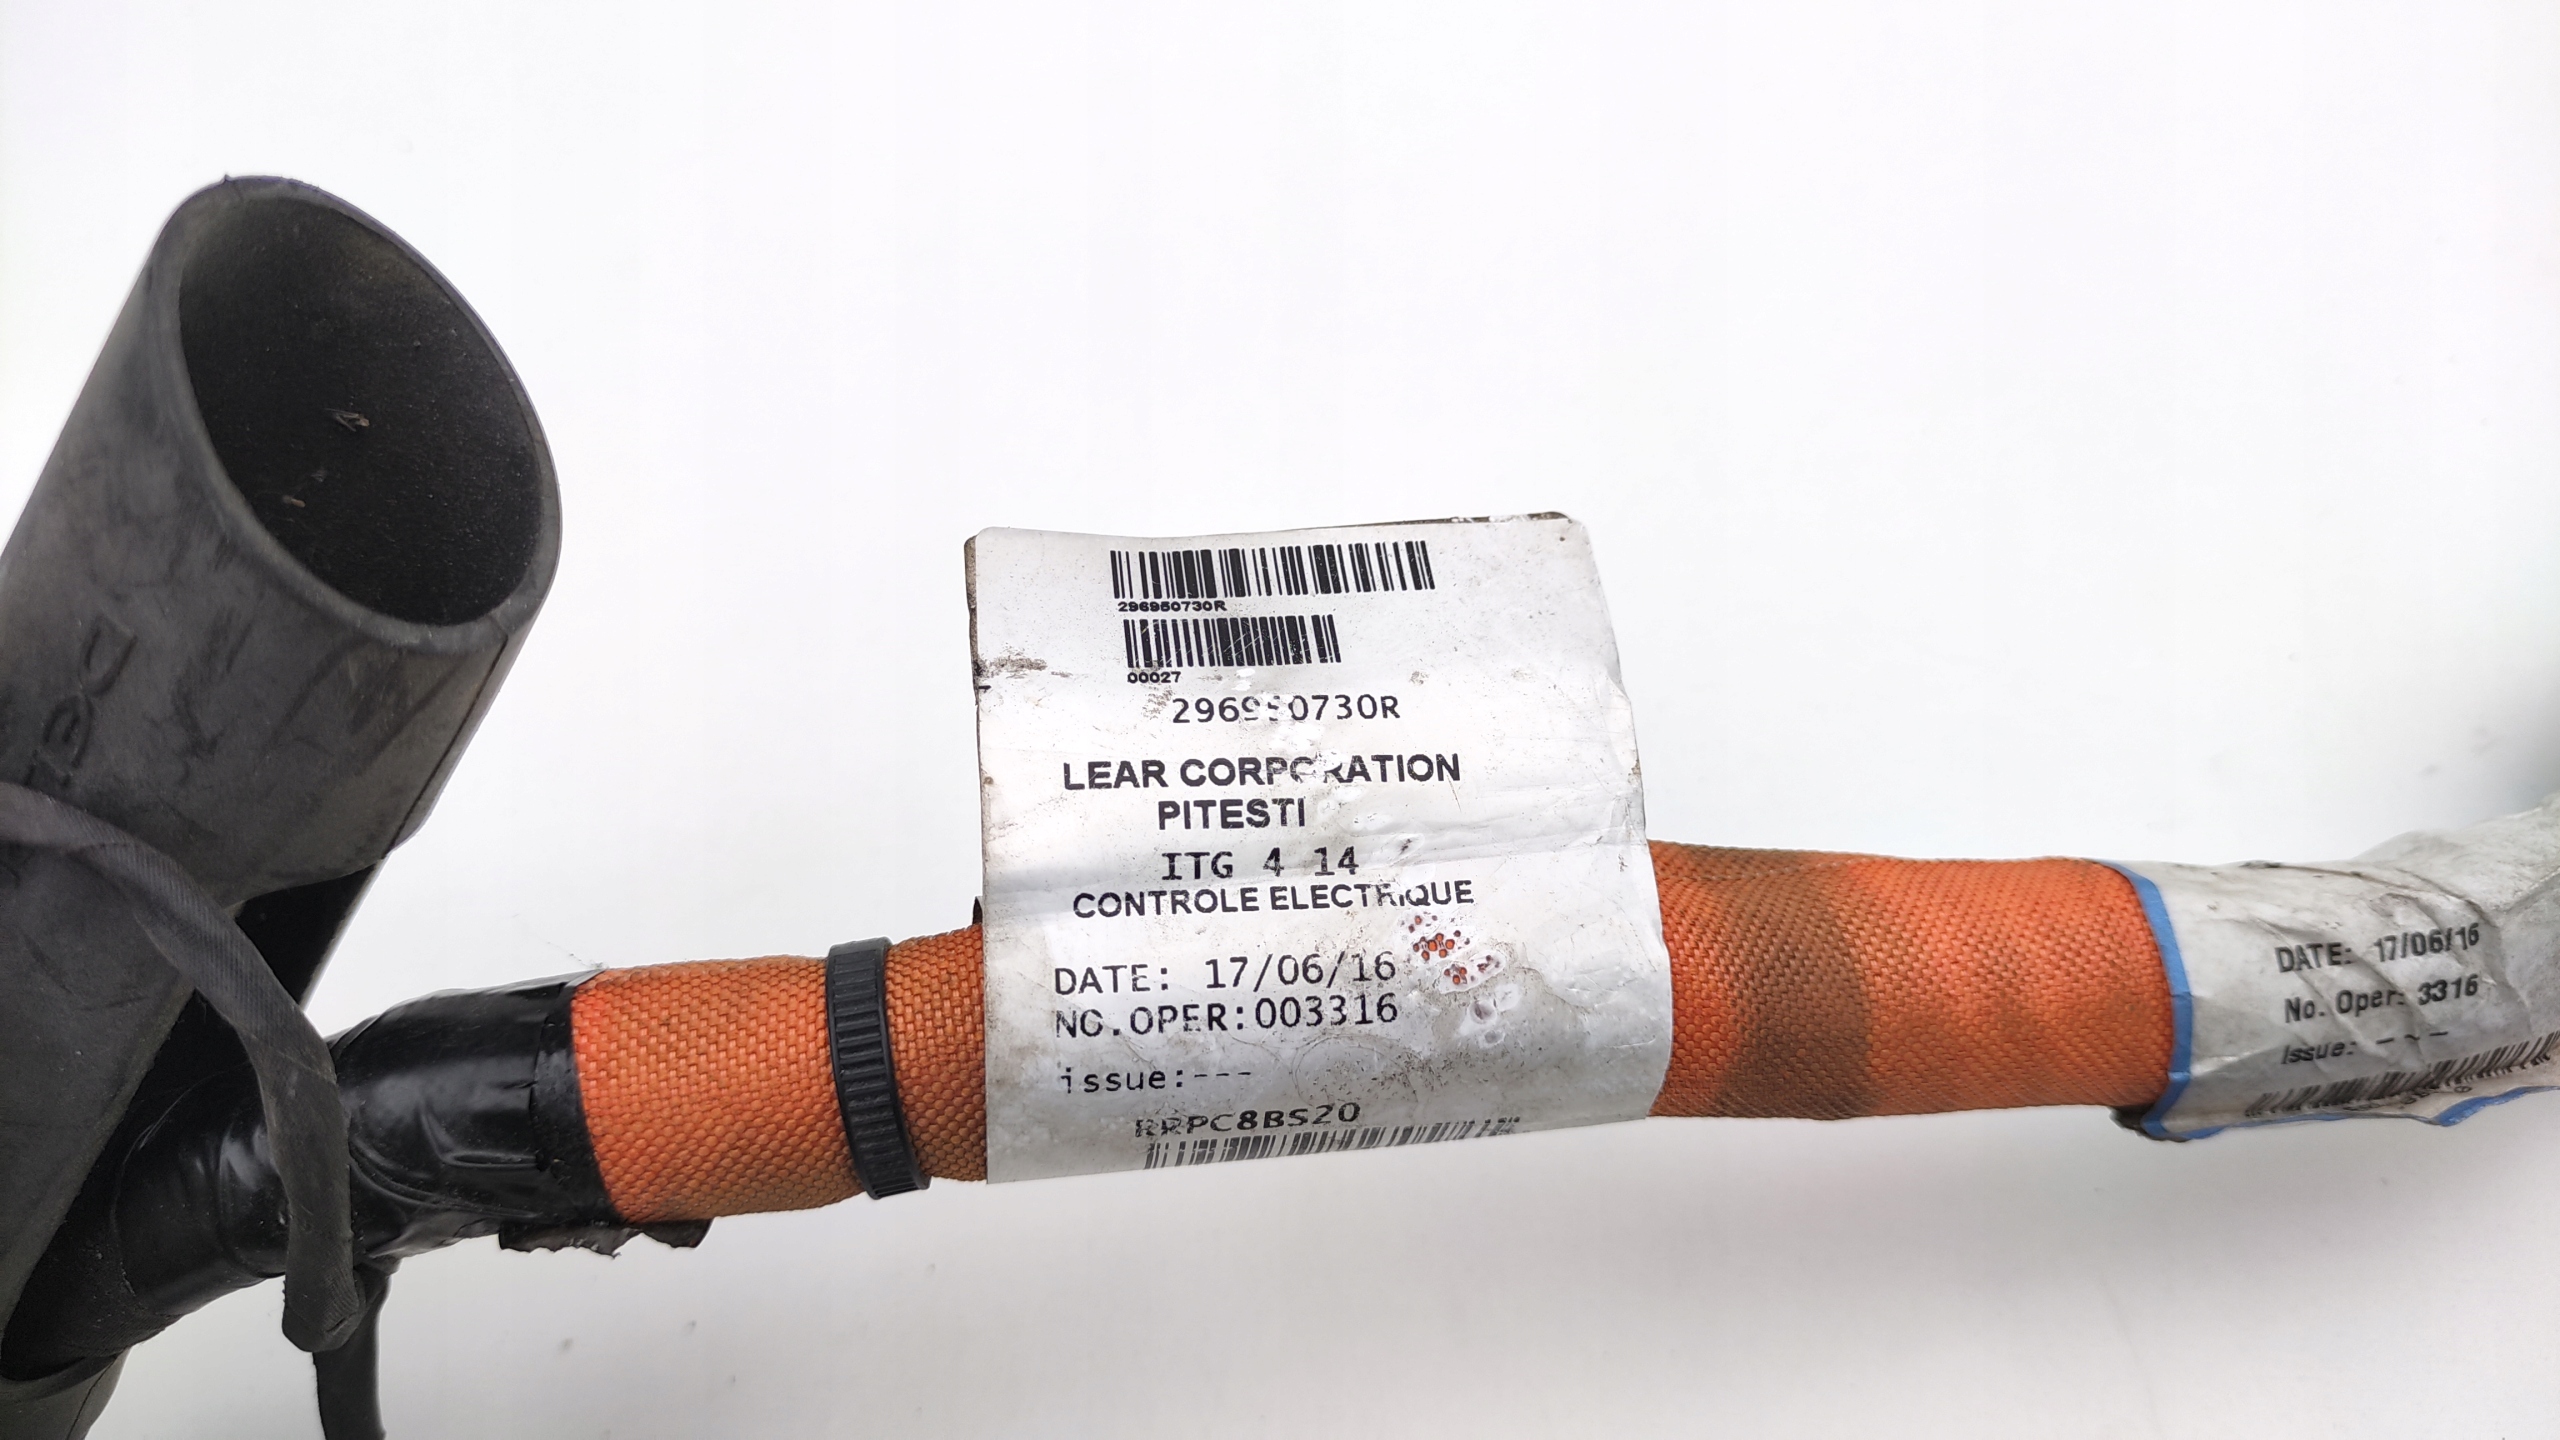 296950730R
00027
296950730R
LEAR CORPORATION
PITESTI
ITG 4 14
CONTROLE ELECTRIQUE
DATE: 17/06/16
NO.OPER:003316
issue:---
RRPC8BS20
DATE: 17/06/16
No. Oper: 3316
Issue: ---